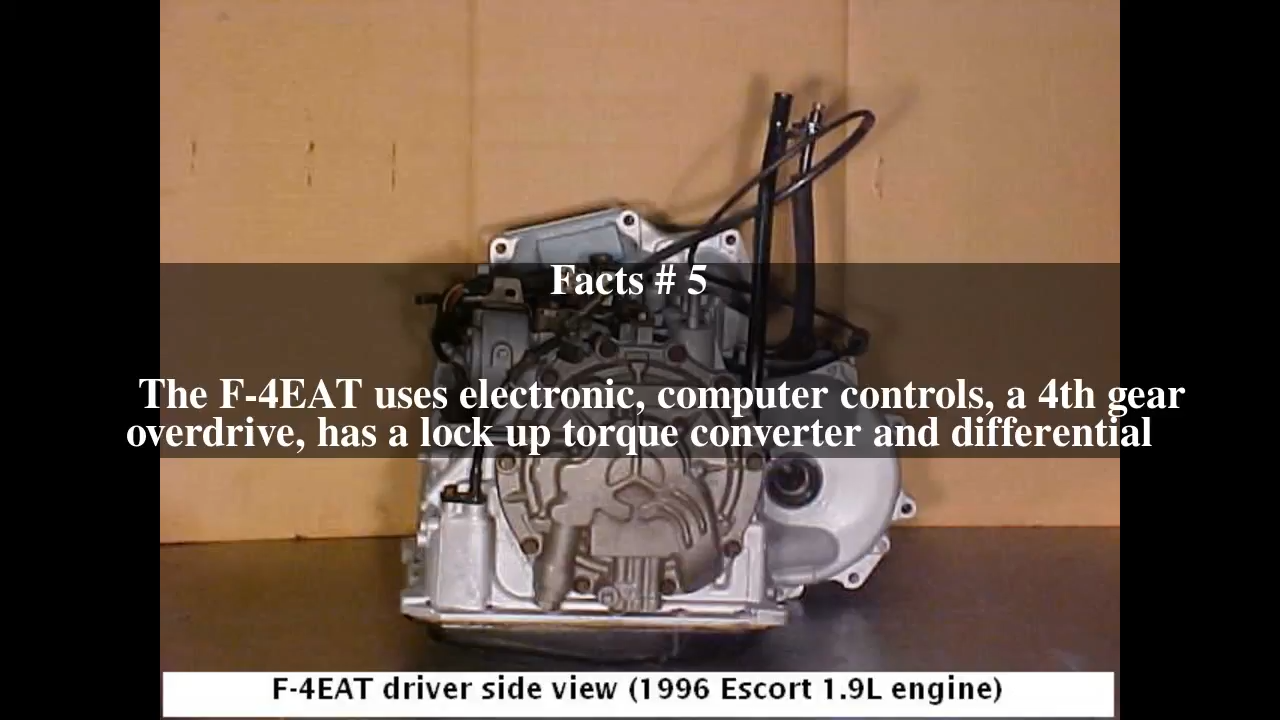 Facts # 5
The F-4EAT uses electronic, computer controls, a 4th gear
overdrive, has a lock up torque converter and differential
F-4EAT driver side view (1996 Escort 1.9L engine)